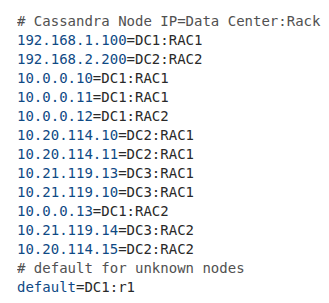 # Cassandra Node IP=Data Center:Rack
192.168.1.100=DC1:RAC1
192.168.2.200=DC2:RAC2
10.0.0.10=DC1:RAC1
10.0.0.11=DC1:RAC1
10.0.0.12=DC1:RAC2
10.20.114.10=DC2:RAC1
10.20.114.11=DC2:RAC1
10.21.119.13=DC3:RAC1
10.21.119.10=DC3:RAC1
10.0.0.13=DC1:RAC2
10.21.119.14=DC3:RAC2
10.20.114.15=DC2:RAC2
# default for unknown nodes
default=DC1:r1